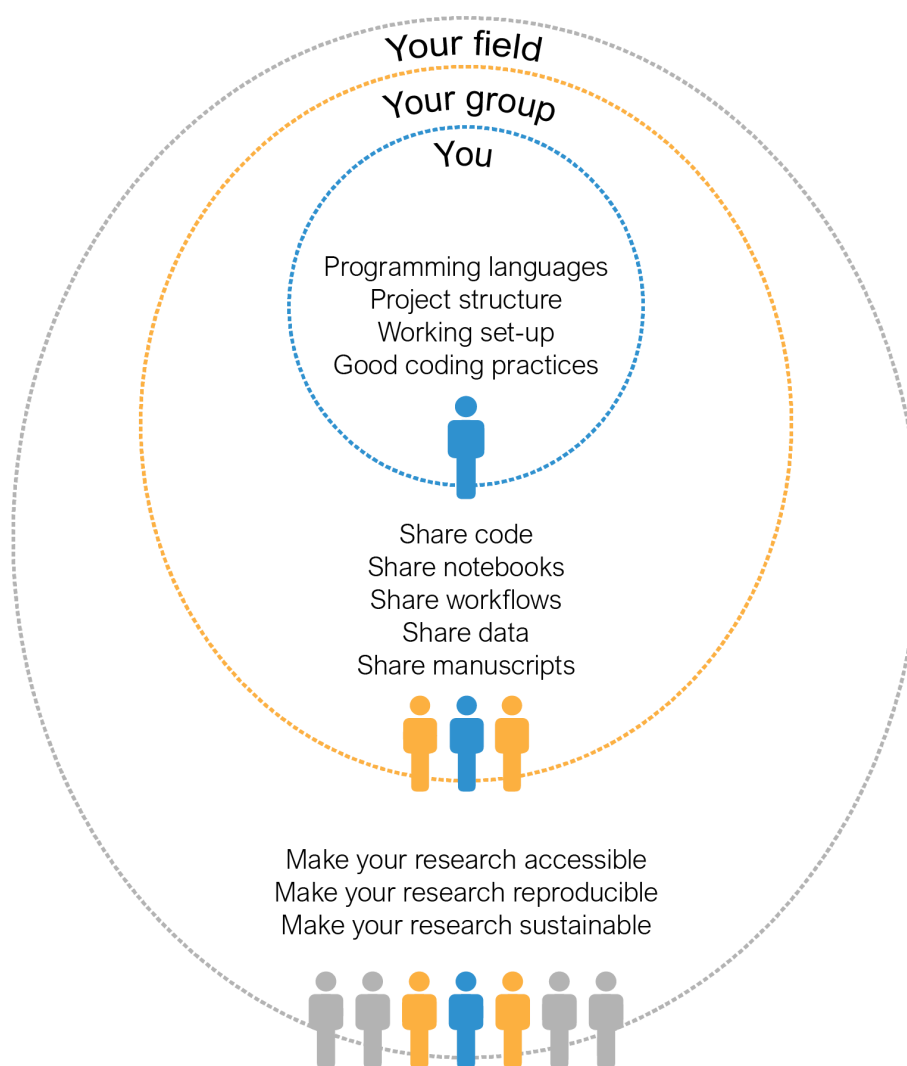 Your field
Your group
You
Programming languages
Project structure
Working set-up
Good coding practices
Share code
Share notebooks
Share workflows
Share data
Share manuscripts
Make your research accessible
Make your research reproducible
Make your research sustainable